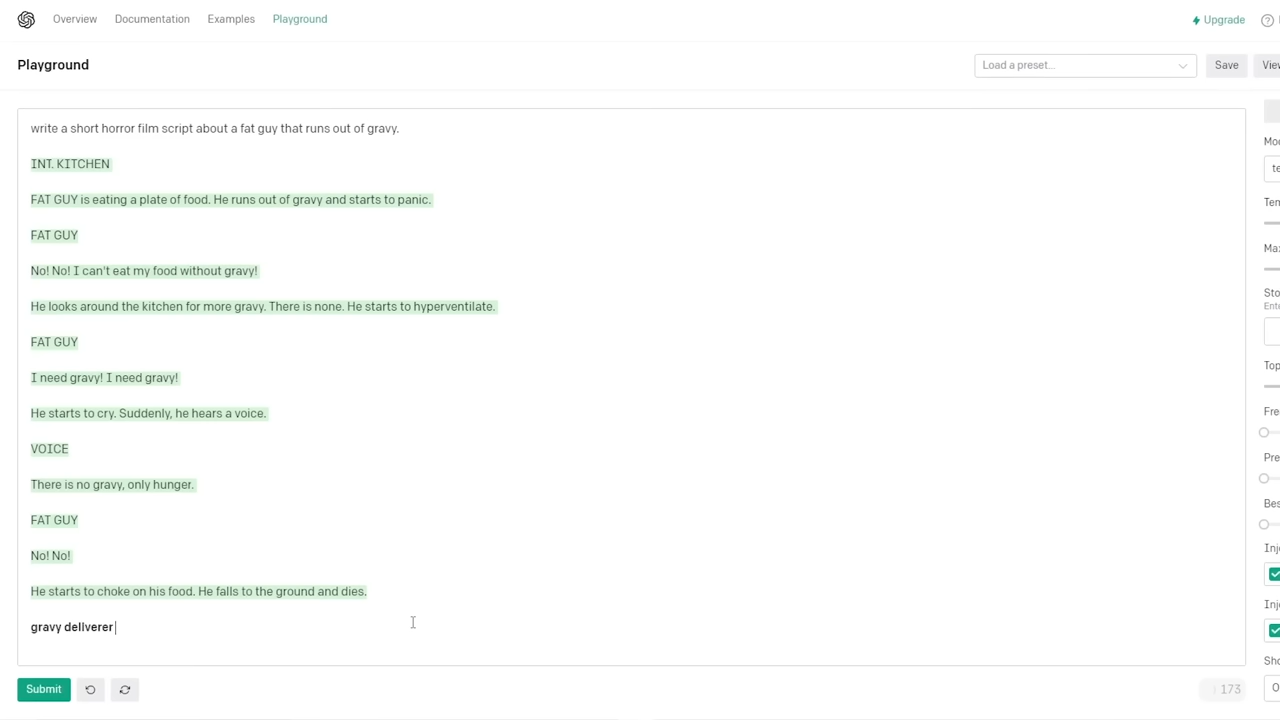 Overview Documentation Examples Playground Upgrade
Playground Load a preset... Save
write a short horror film script about a fat guy that runs out of gravy.
INT. KITCHEN
FAT GUY is eating a plate of food. He runs out of gravy and starts to panic.
FAT GUY
No! No! I can't eat my food without gravy!
He looks around the kitchen for more gravy. There is none. He starts to hyperventilate.
FAT GUY
I need gravy! I need gravy!
He starts to cry. Suddenly, he hears a voice.
VOICE
There is no gravy, only hunger.
FAT GUY
No! No!
He starts to choke on his food. He falls to the ground and dies.
gravy deliverer
Submit 173